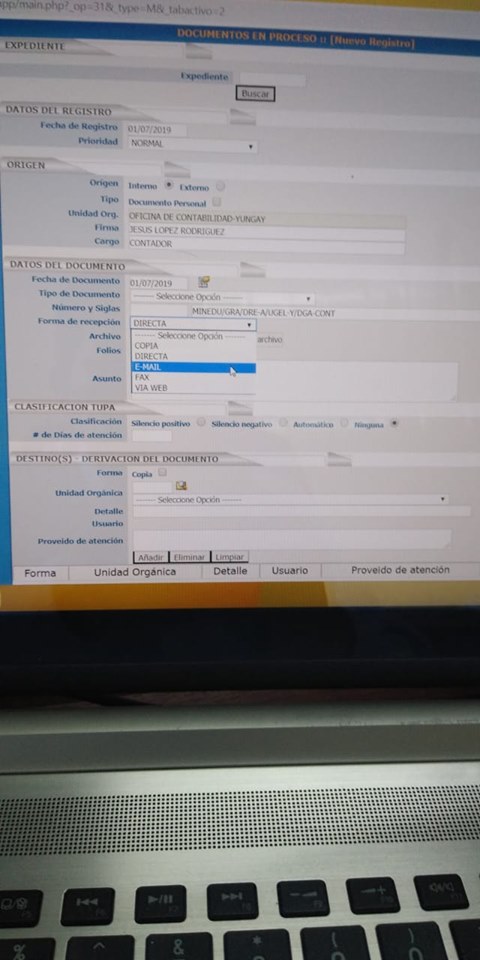 pp/main.php?_op=31&_type=M&_tabactivo=2
DOCUMENTOS EN PROCESO :: [Nuevo Registro]
EXPEDIENTE
Expediente
Buscar
DATOS DEL REGISTRO
Fecha de Registro 01/07/2019
Prioridad NORMAL
ORIGEN
Origen Interno Externo
Tipo Documento Personal
Unidad Org. OFICINA DE CONTABILIDAD-YUNGAY
Firma JESUS LOPEZ RODRIGUEZ
Cargo CONTADOR
DATOS DEL DOCUMENTO
Fecha de Documento 01/07/2019
Tipo de Documento ------- Seleccione Opción -------
Número y Siglas MINEDU/GRA/DRE-A/UGEL-Y/DGA-CONT
Forma de recepción DIRECTA
Archivo ------- Seleccione Opción ------- archivo
COPIA
Folios DIRECTA
E-MAIL
Asunto FAX
VIA WEB
CLASIFICACION TUPA
Clasificación Silencio positivo Silencio negativo Automático Ninguna
# de Días de atención
DESTINO(S) - DERIVACION DEL DOCUMENTO
Forma Copia
Unidad Orgánica
------- Seleccione Opción -------
Detalle
Usuario
Proveido de atención
Añadir Eliminar Limpiar
Forma Unidad Orgánica Detalle Usuario Proveido de atención
%
^
&
*
(
)